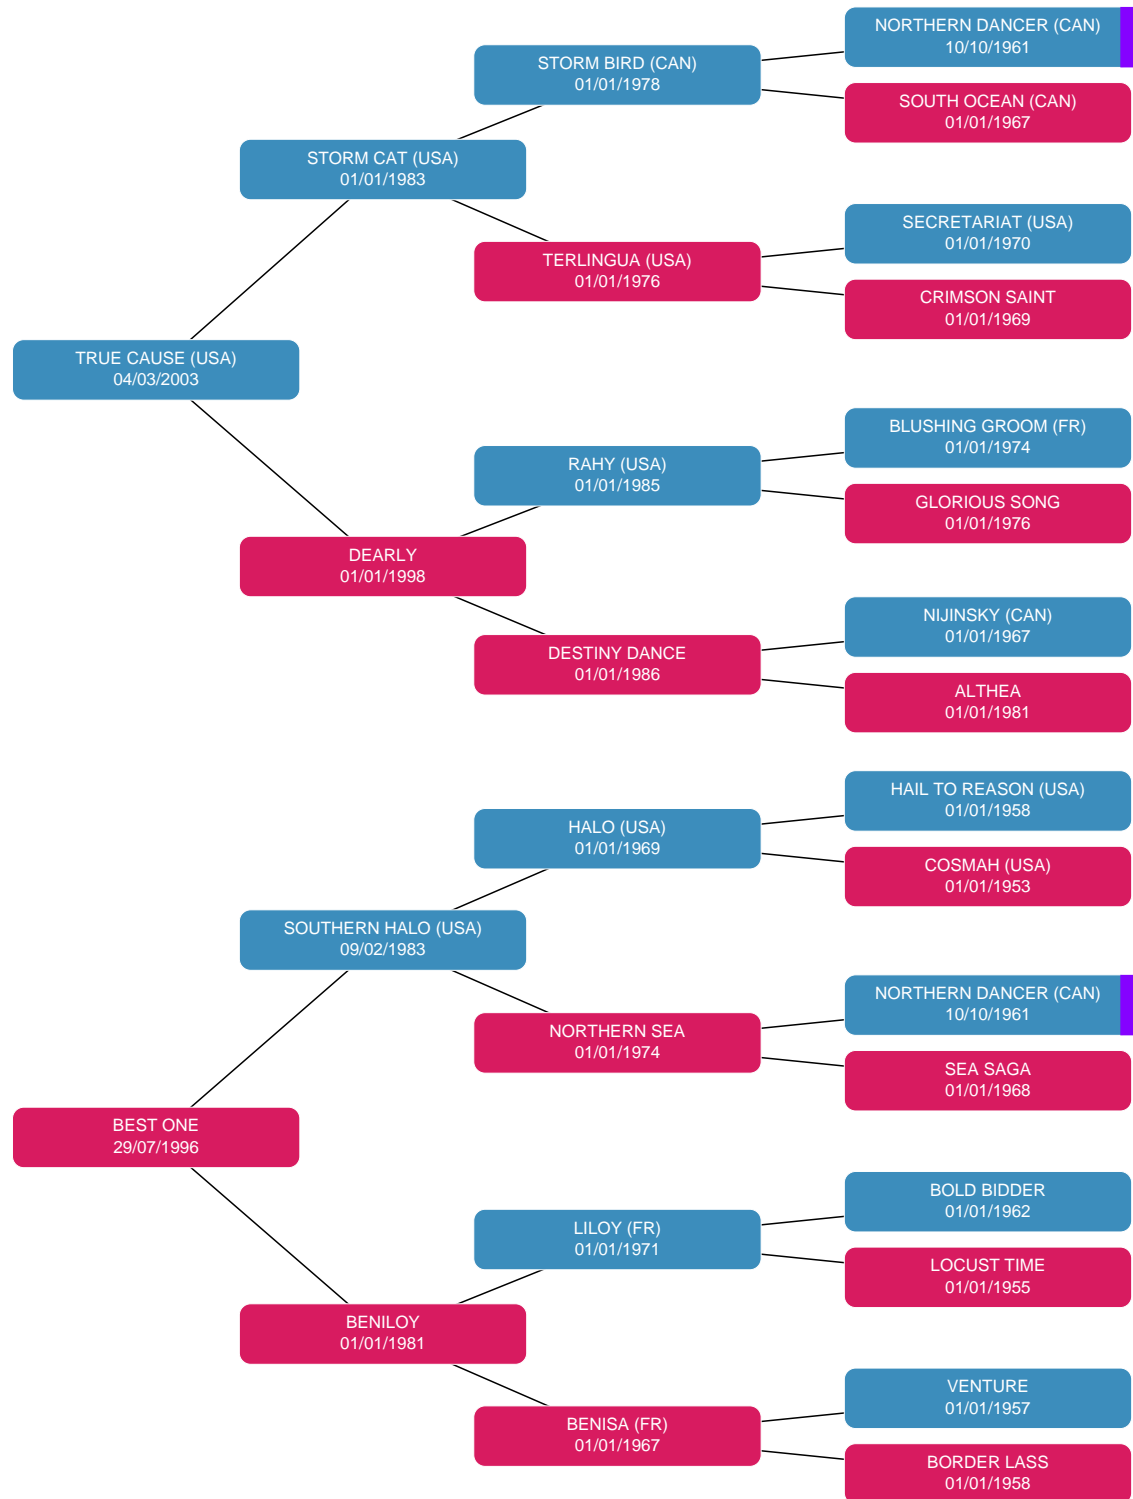 NORTHERN DANCER (CAN)
10/10/1961
STORM BIRD (CAN)
01/01/1978
SOUTH OCEAN (CAN)
01/01/1967
STORM CAT (USA)
01/01/1983
SECRETARIAT (USA)
01/01/1970
TERLINGUA (USA)
01/01/1976
CRIMSON SAINT
01/01/1969
TRUE CAUSE (USA)
04/03/2003
BLUSHING GROOM (FR)
01/01/1974
RAHY (USA)
01/01/1985
GLORIOUS SONG
01/01/1976
DEARLY
01/01/1998
NIJINSKY (CAN)
01/01/1967
DESTINY DANCE
01/01/1986
ALTHEA
01/01/1981
HAIL TO REASON (USA)
01/01/1958
HALO (USA)
01/01/1969
COSMAH (USA)
01/01/1953
SOUTHERN HALO (USA)
09/02/1983
NORTHERN DANCER (CAN)
10/10/1961
NORTHERN SEA
01/01/1974
SEA SAGA
01/01/1968
BEST ONE
29/07/1996
BOLD BIDDER
01/01/1962
LILOY (FR)
01/01/1971
LOCUST TIME
01/01/1955
BENILOY
01/01/1981
VENTURE
01/01/1957
BENISA (FR)
01/01/1967
BORDER LASS
01/01/1958